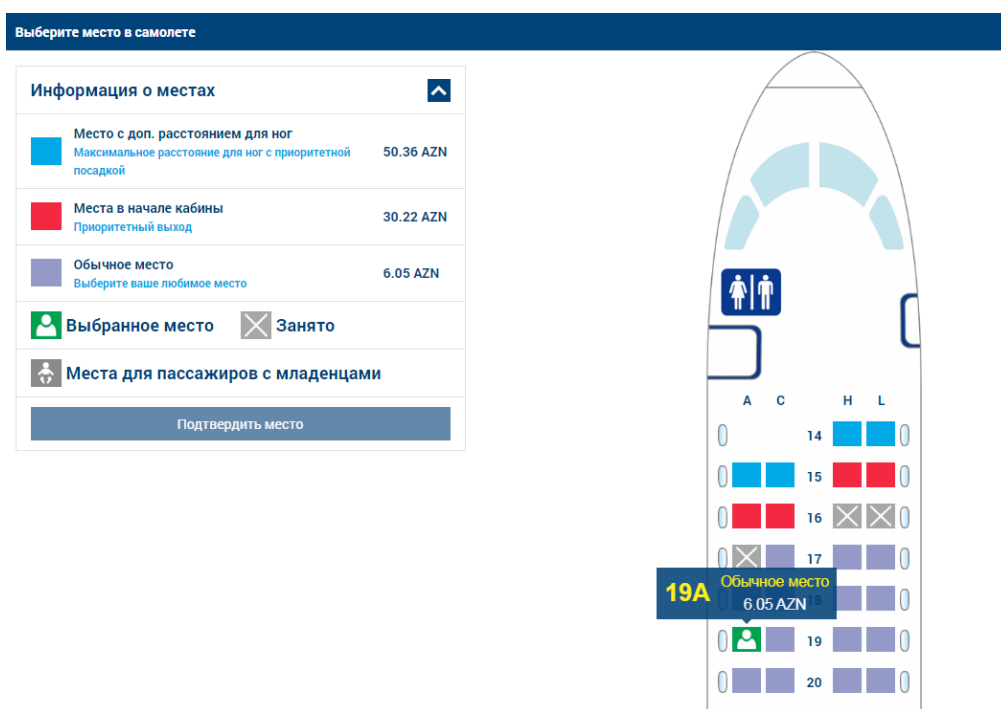 Выберите место в самолете
Информация о местах
Место с доп. расстоянием для ног
Максимальное расстояние для ног с приоритетной
посадкой
50.36 AZN
Места в начале кабины
Приоритетный выход
30.22 AZN
Обычное место
Выберите ваше любимое место
6.05 AZN
Выбранное место Занято
Места для пассажиров с младенцами
Подтвердить место
A C H L
14
15
16
17
19A Обычное место
6.05 AZN
18
19
20